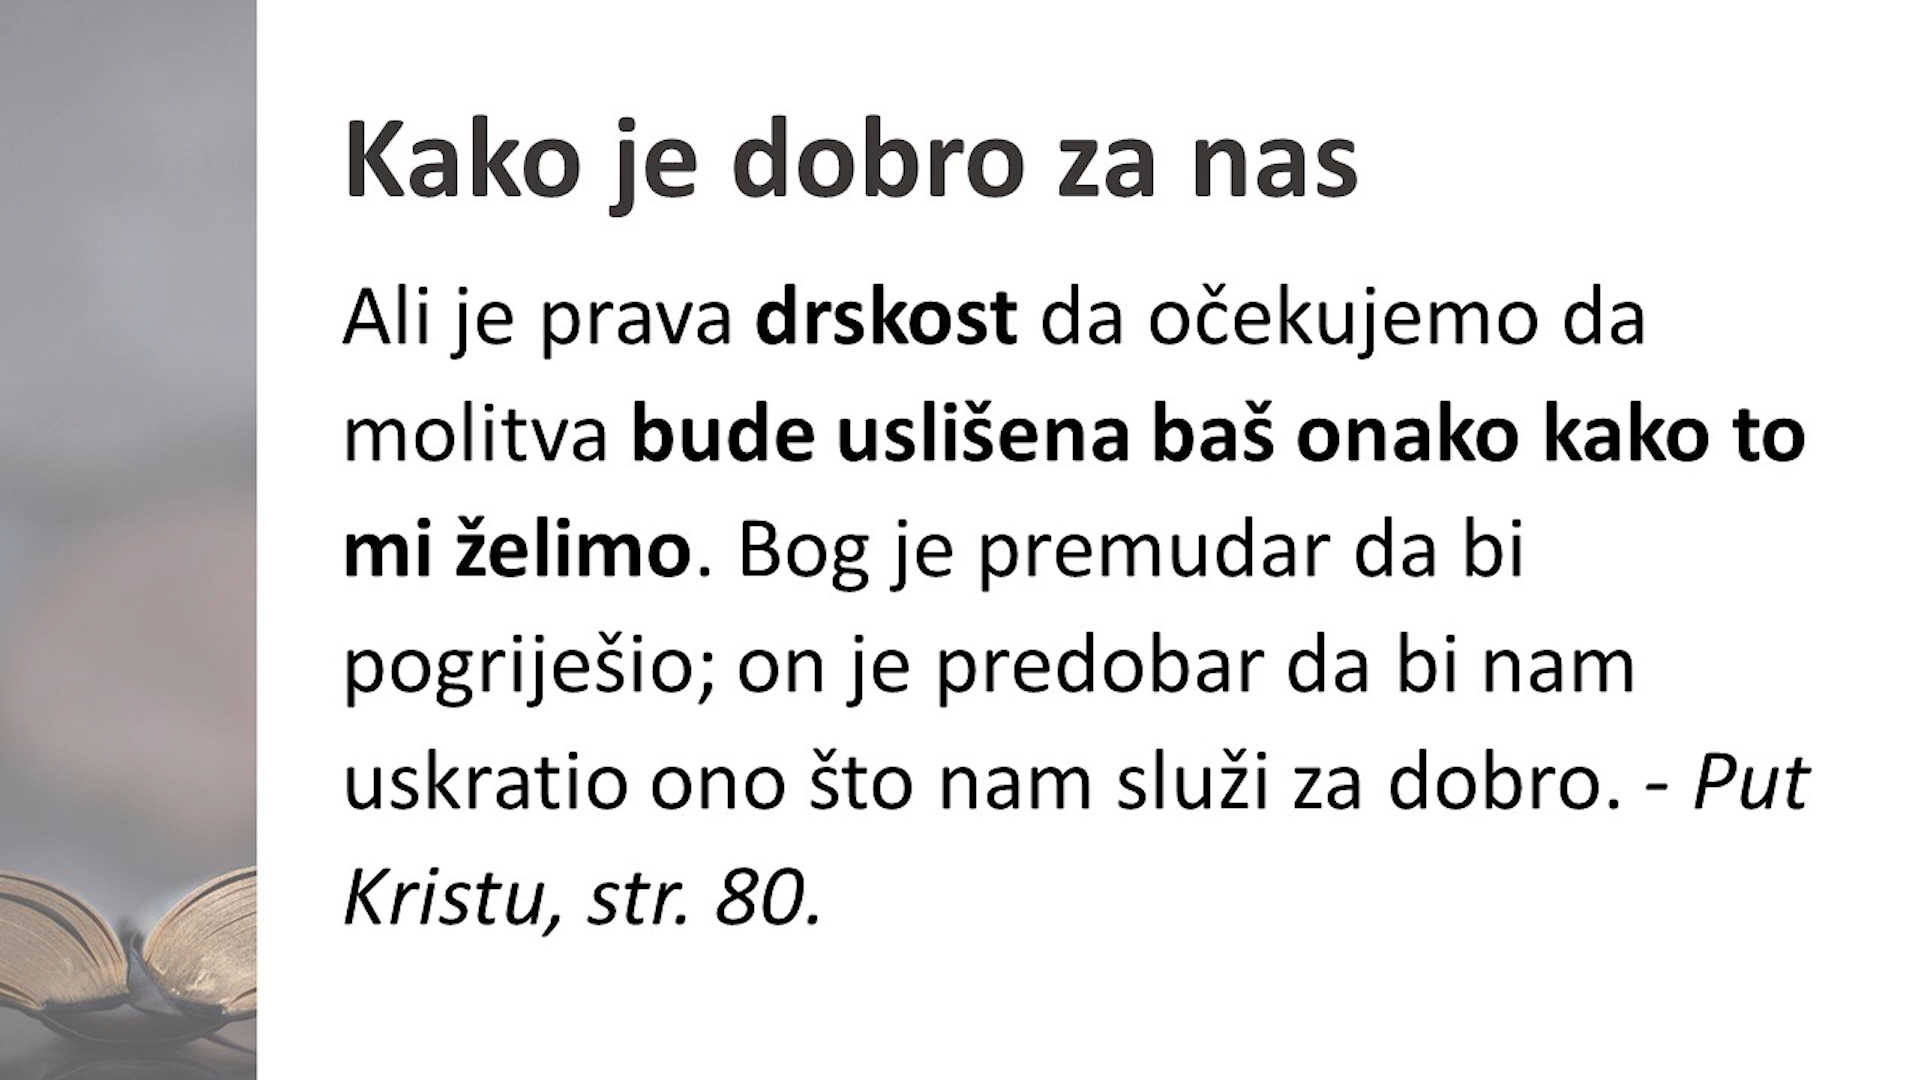 Kako je dobro za nas
Ali je prava drskost da očekujemo da
molitva bude uslišena baš onako kako to
mi želimo. Bog je premudar da bi
pogriješio; on je predobar da bi nam
uskratio ono što nam služi za dobro. - Put
Kristu, str. 80.